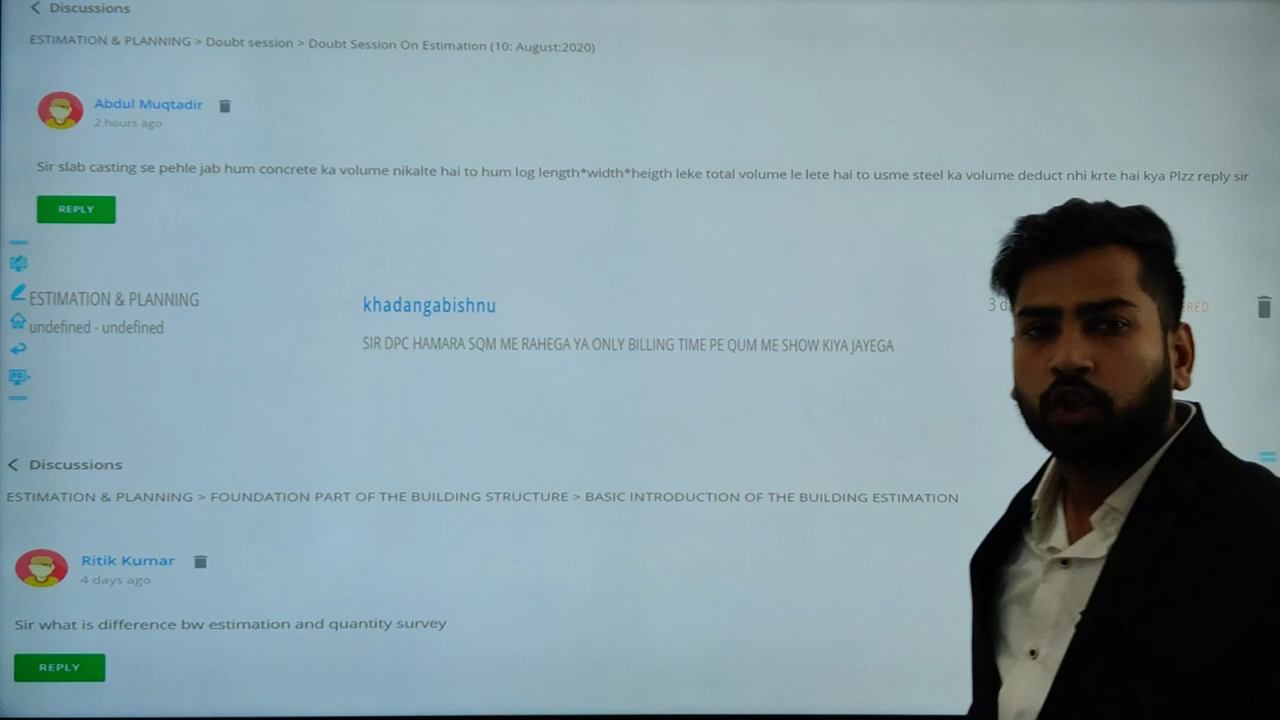 Discussions
ESTIMATION & PLANNING > Doubt session > Doubt Session On Estimation (10: August:2020)
Abdul Muqtadir
2 hours ago
Sir slab casting se pehle jab hum concrete ka volume nikalte hai to hum log length*width*heigth leke total volume le lete hai to usme steel ka volume deduct nhi krte hai kya Plzz reply sir
REPLY
ESTIMATION & PLANNING
undefined - undefined
khadangabishnu
3 d
RED
SIR DPC HAMARA SQM ME RAHEGA YA ONLY BILLING TIME PE QUM ME SHOW KIYA JAYEGA
Discussions
ESTIMATION & PLANNING > FOUNDATION PART OF THE BUILDING STRUCTURE > BASIC INTRODUCTION OF THE BUILDING ESTIMATION
Ritik Kumar
4 days ago
Sir what is difference bw estimation and quantity survey
REPLY